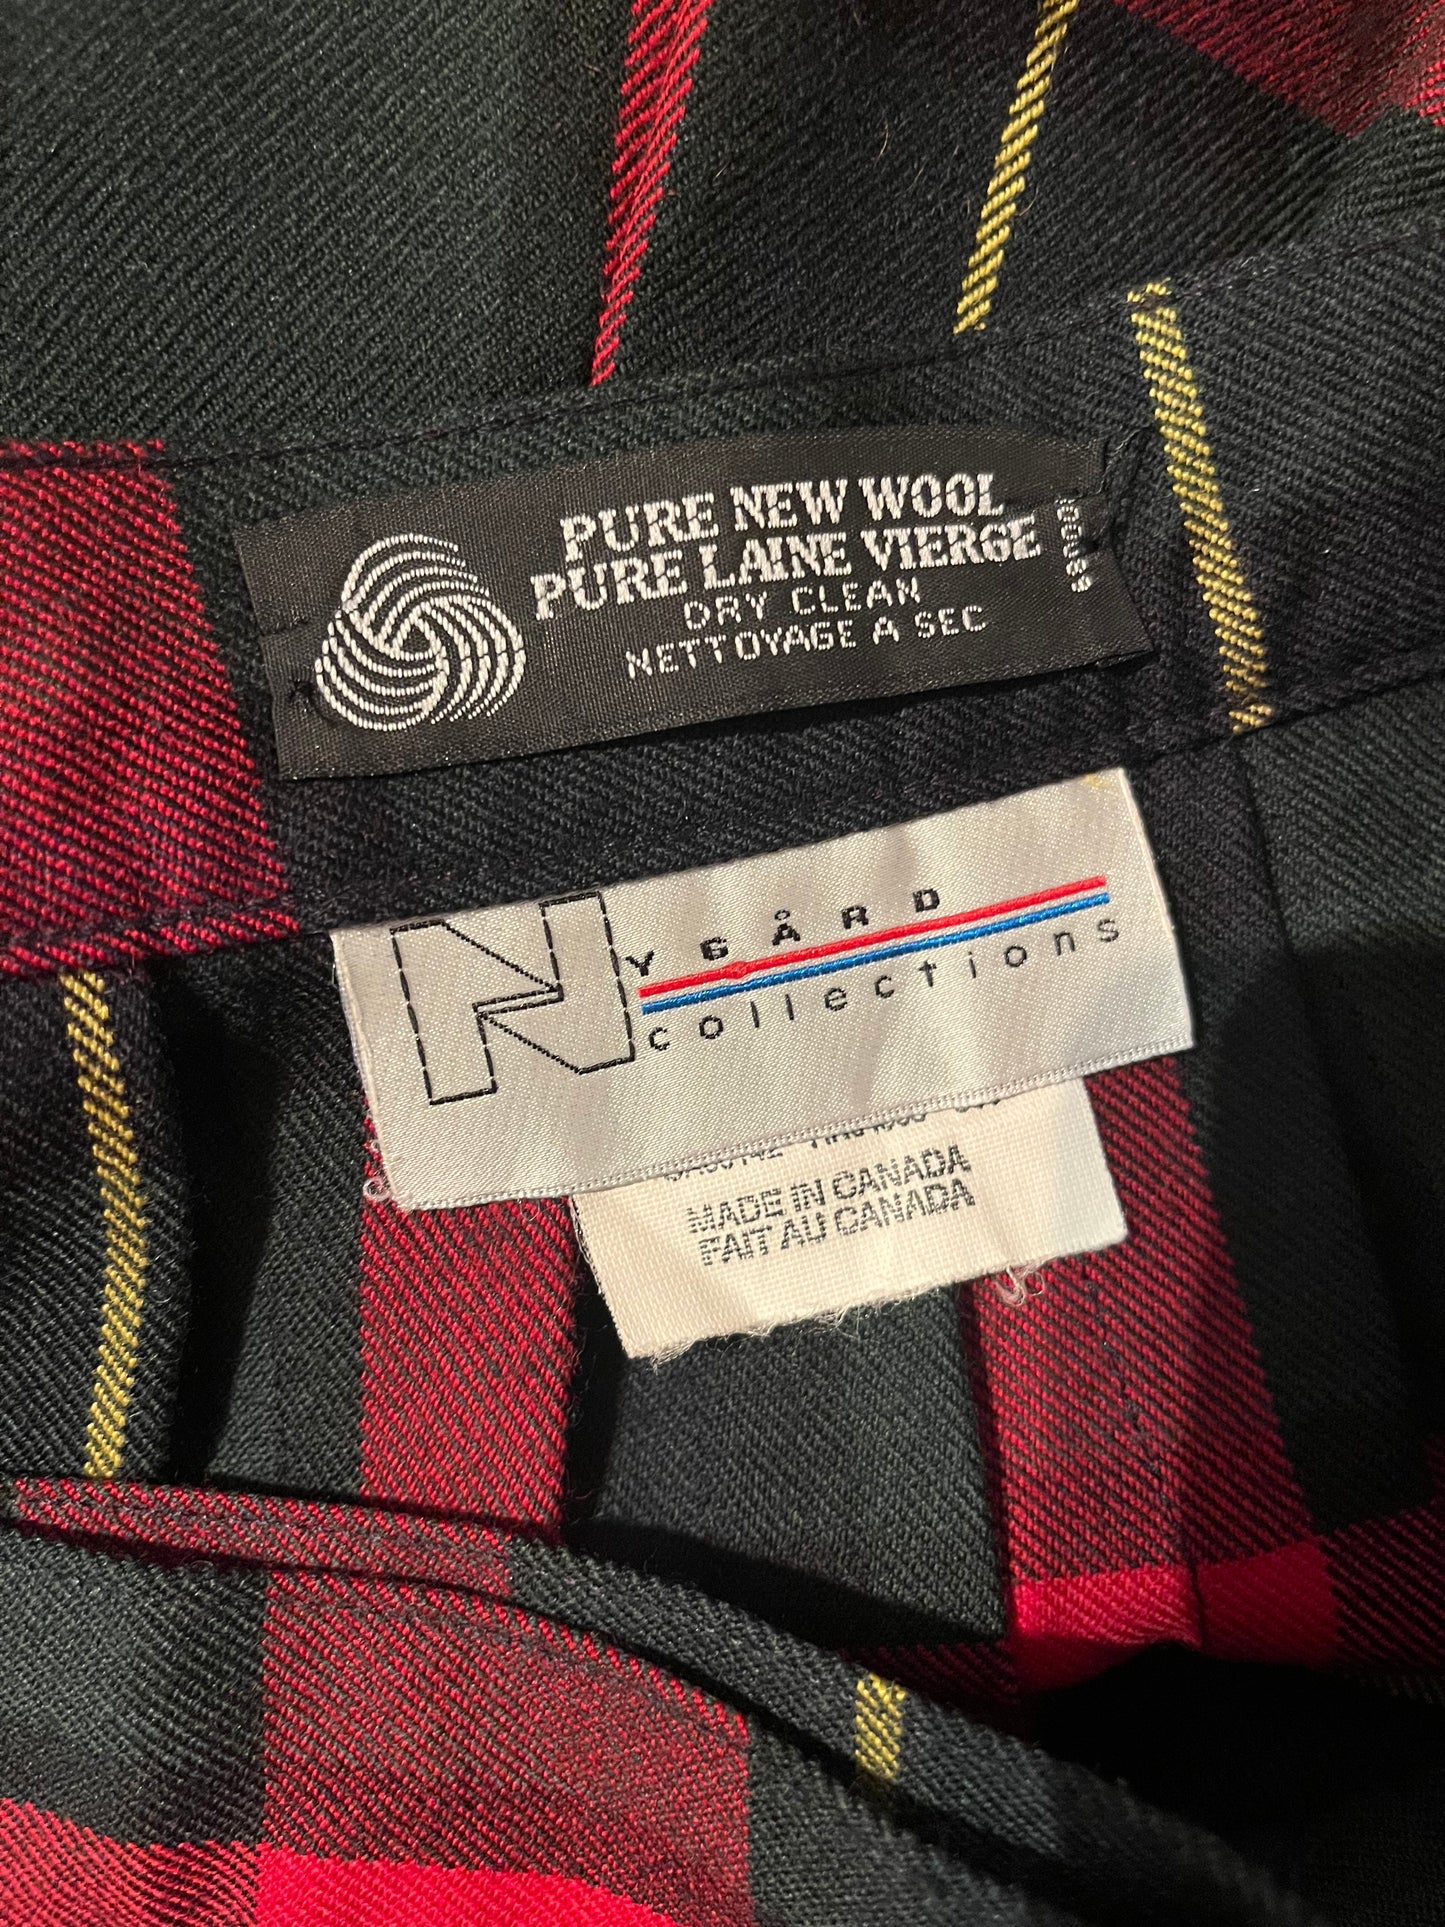 PURE NEW WOOL
PURE LAINE VIERGE
DRY CLEAN
NETTOYAGE A SEC
NYGÅRD
collections
MADE IN CANADA
FAIT AU CANADA